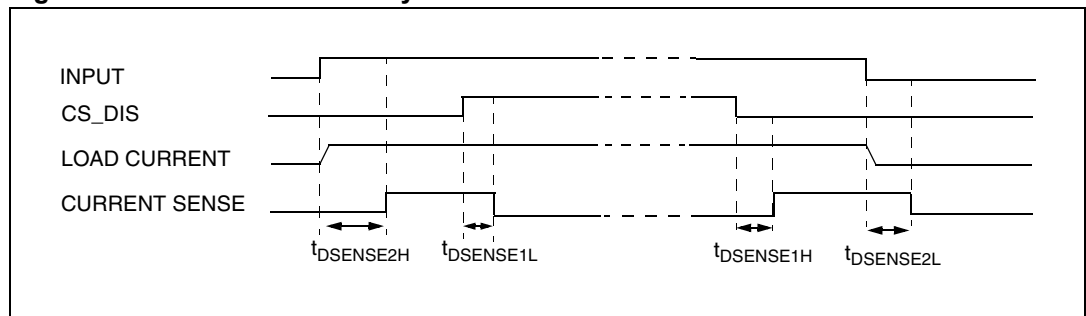 INPUT
CS_DIS
LOAD CURRENT
CURRENT SENSE
tDSENSE2H tDSENSE1L tDSENSE1H tDSENSE2L